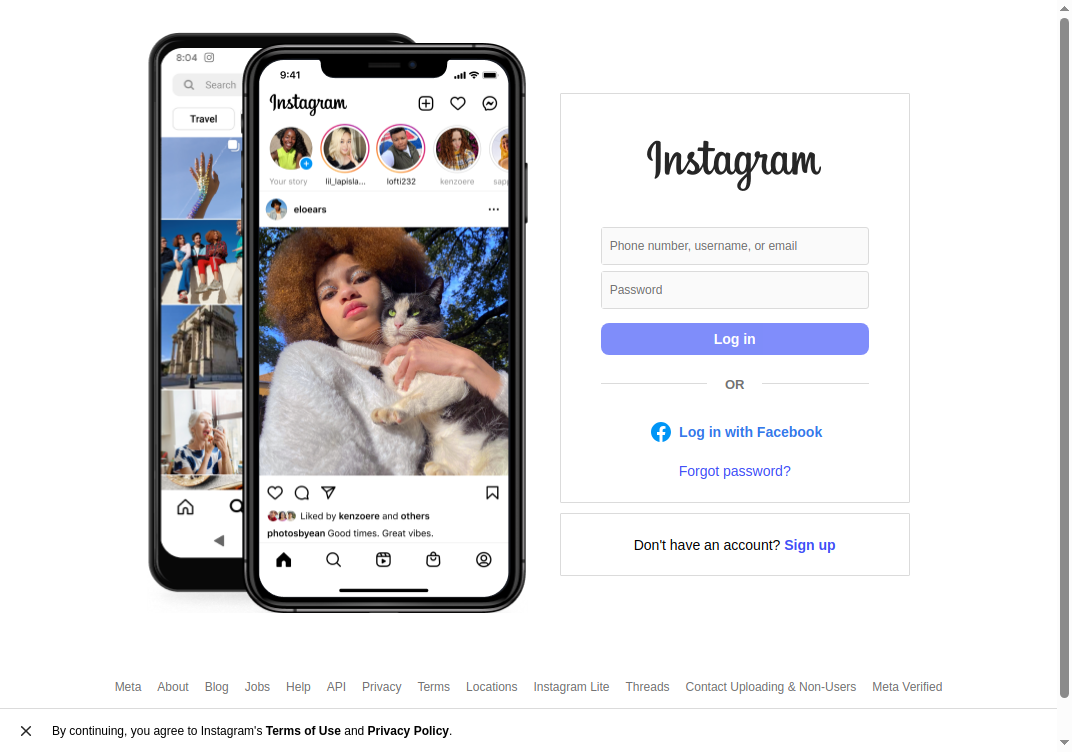 8:04
Search
Travel
9:41
Instagram
Your story lil_lapisla... lofti232 kenzoere sapp
eloears
Liked by kenzoere and others
photosbyean Good times. Great vibes.
Instagram
Phone number, username, or email
Password
Log in
OR
Log in with Facebook
Forgot password?
Don't have an account? Sign up
Meta About Blog Jobs Help API Privacy Terms Locations Instagram Lite Threads Contact Uploading & Non-Users Meta Verified
By continuing, you agree to Instagram's Terms of Use and Privacy Policy.